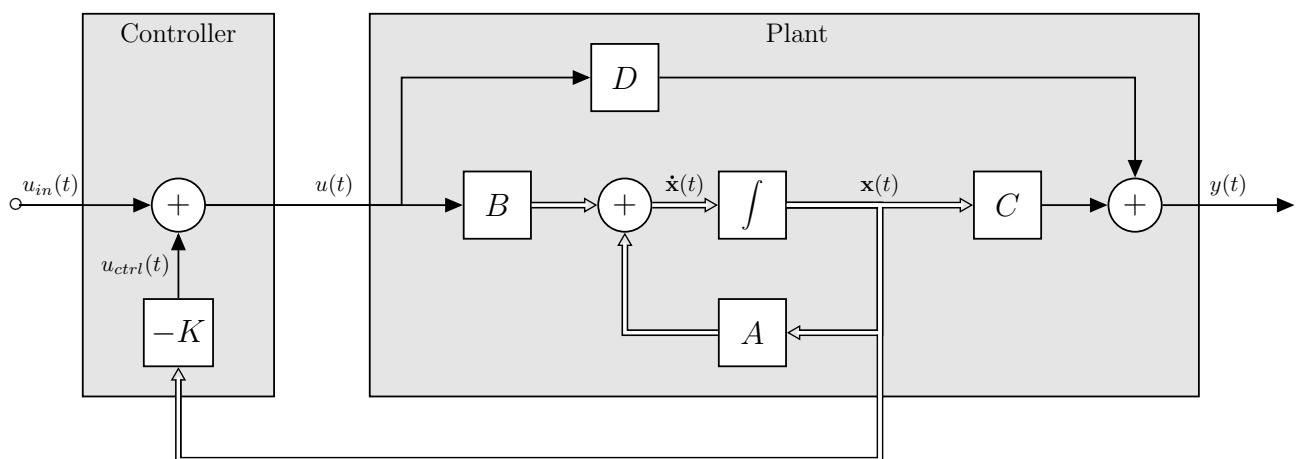 Controller
Plant
D
u_in(t)
+
u(t)
B
+
ẋ(t)
∫
x(t)
C
+
y(t)
u_ctrl(t)
−K
A